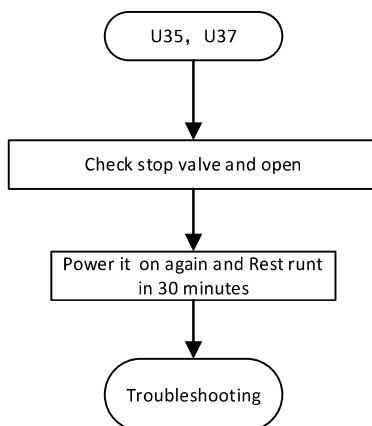 U35, U37
Check stop valve and open
Power it on again and Rest runt
in 30 minutes
Troubleshooting